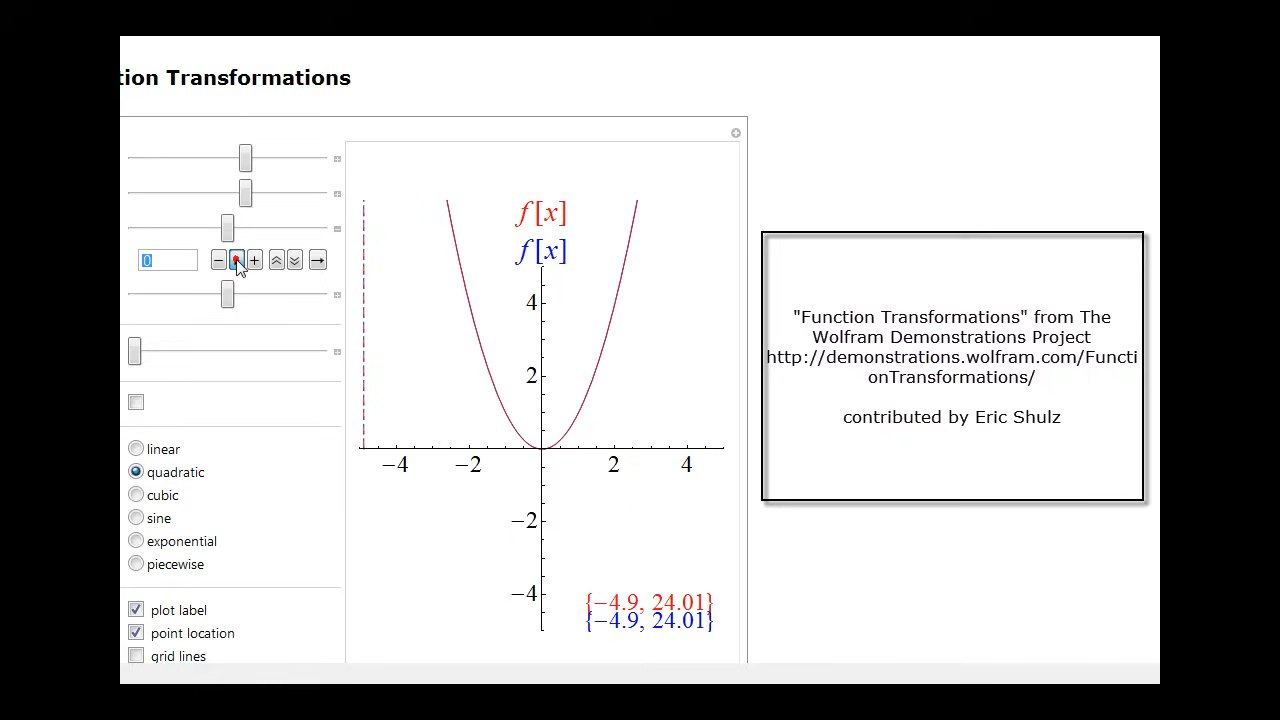 tion Transformations
0
f[x]
f[x]
4
2
−4 −2 2 4
−2
−4
{−4.9, 24.01}
{−4.9, 24.01}
linear
quadratic
cubic
sine
exponential
piecewise
plot label
point location
grid lines
"Function Transformations" from The
Wolfram Demonstrations Project
http://demonstrations.wolfram.com/Functi
onTransformations/
contributed by Eric Shulz